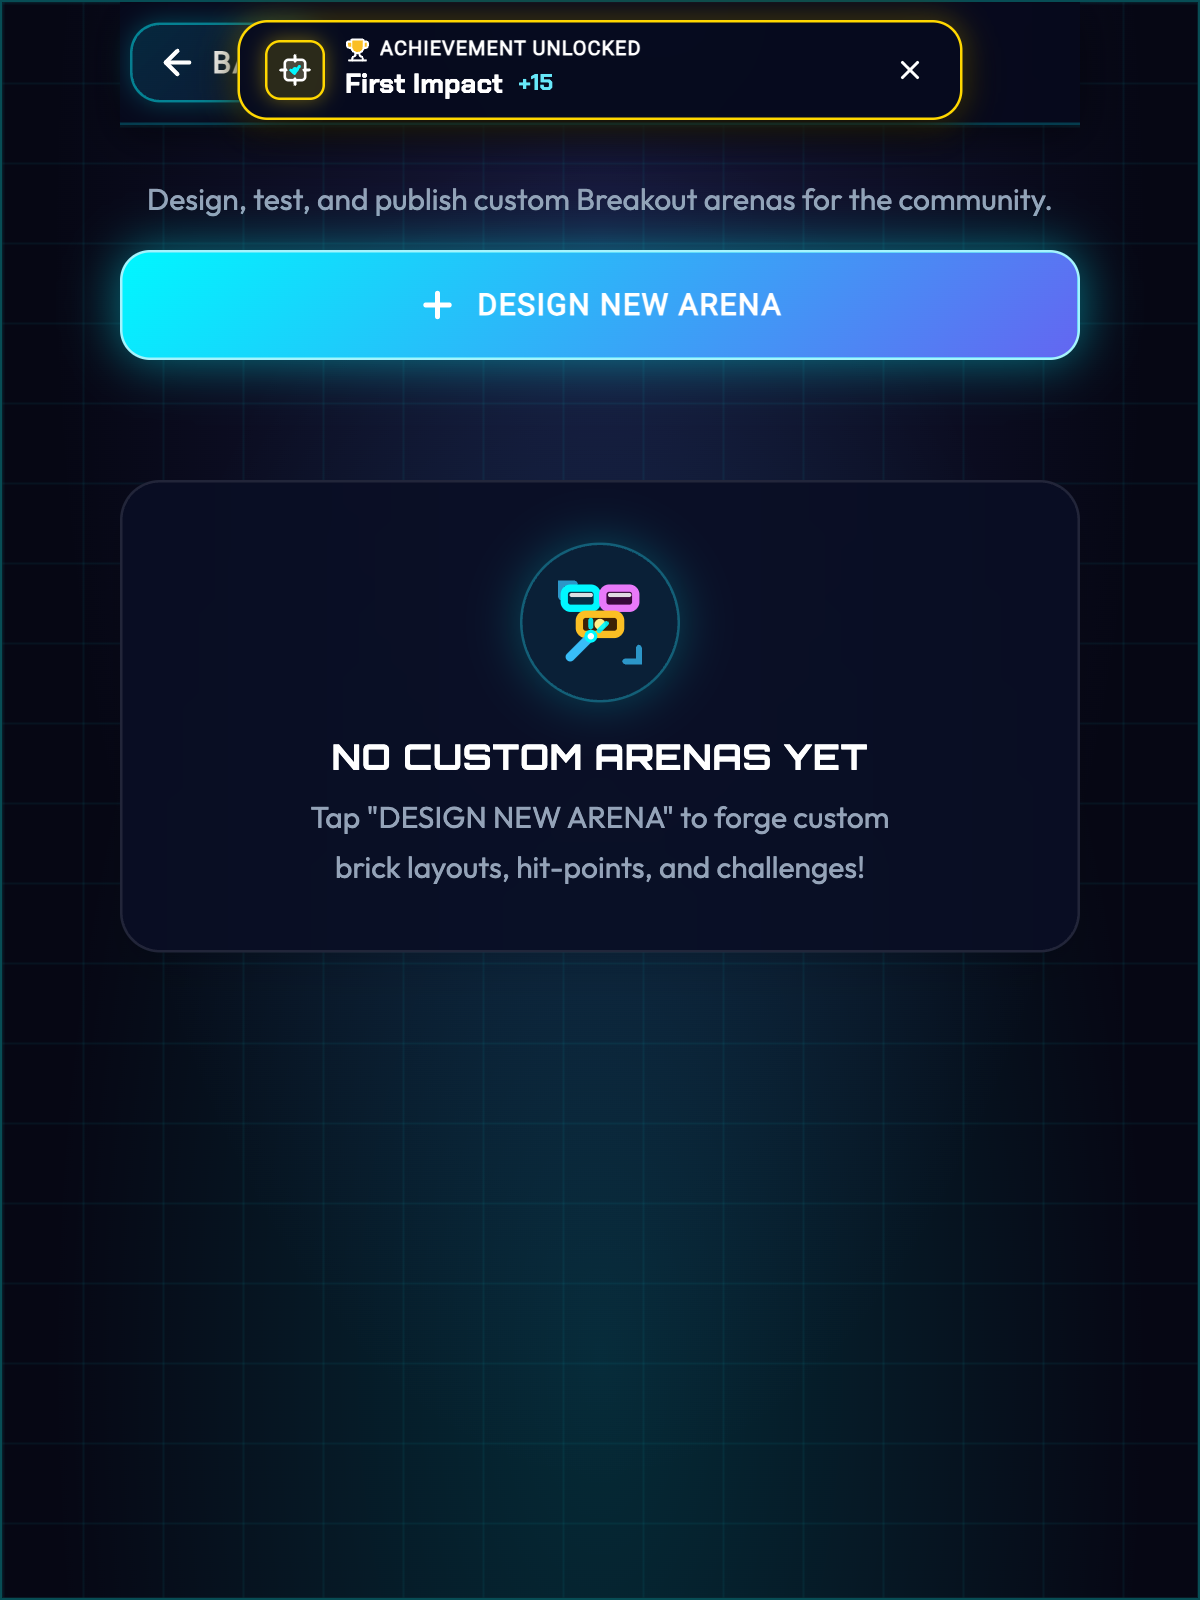 ACHIEVEMENT UNLOCKED
First Impact +15
Design, test, and publish custom Breakout arenas for the community.
DESIGN NEW ARENA
NO CUSTOM ARENAS YET
Tap "DESIGN NEW ARENA" to forge custom
brick layouts, hit-points, and challenges!